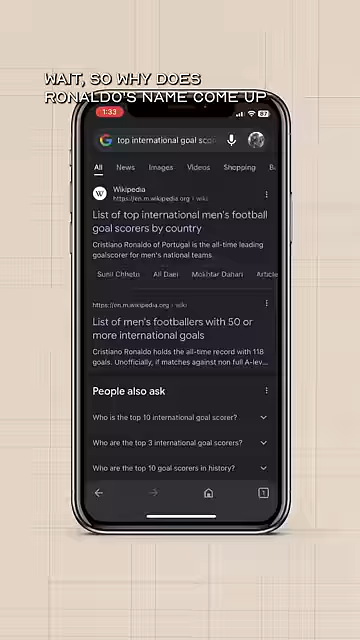 WAIT, SO WHY DOES
RONALDO'S NAME COME UP
1:33
67
top international goal scor
All News Images Videos Shopping B
W Wikipedia
https://en.m.wikipedia.org › wiki
List of top international men's football
goal scorers by country
Cristiano Ronaldo of Portugal is the all-time leading
goalscorer for men's national teams.
Sunil Chhetri Ali Daei Mokhtar Dahari Article
https://en.m.wikipedia.org › wiki
List of men's footballers with 50 or
more international goals
Cristiano Ronaldo holds the all-time record with 118
goals. Unofficially, if matches against non full A-lev...
People also ask
Who is the top 10 international goal scorer?
Who are the top 3 international goal scorers?
Who are the top 10 goal scorers in history?
1